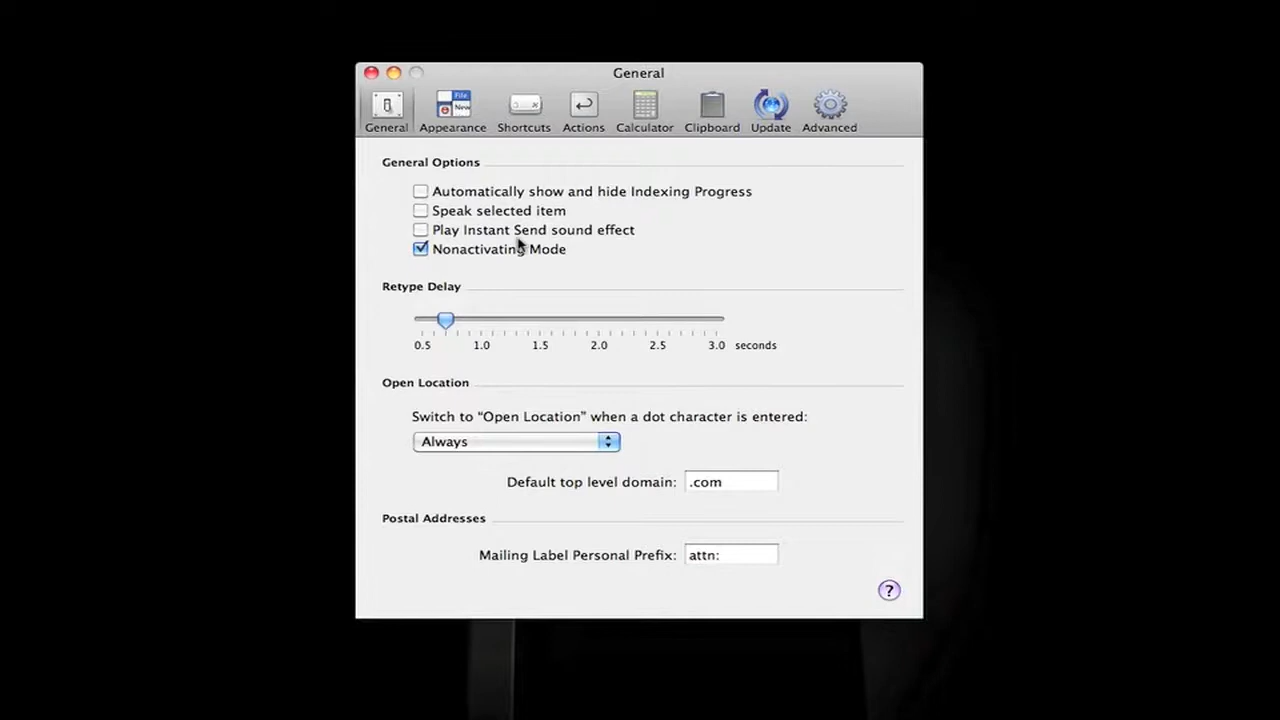 General
General Appearance Shortcuts Actions Calculator Clipboard Update Advanced
General Options
Automatically show and hide Indexing Progress
Speak selected item
Play Instant Send sound effect
Nonactivating Mode
Retype Delay
0.5 1.0 1.5 2.0 2.5 3.0 seconds
Open Location
Switch to “Open Location” when a dot character is entered:
Always
Default top level domain: .com
Postal Addresses
Mailing Label Personal Prefix: attn:
?